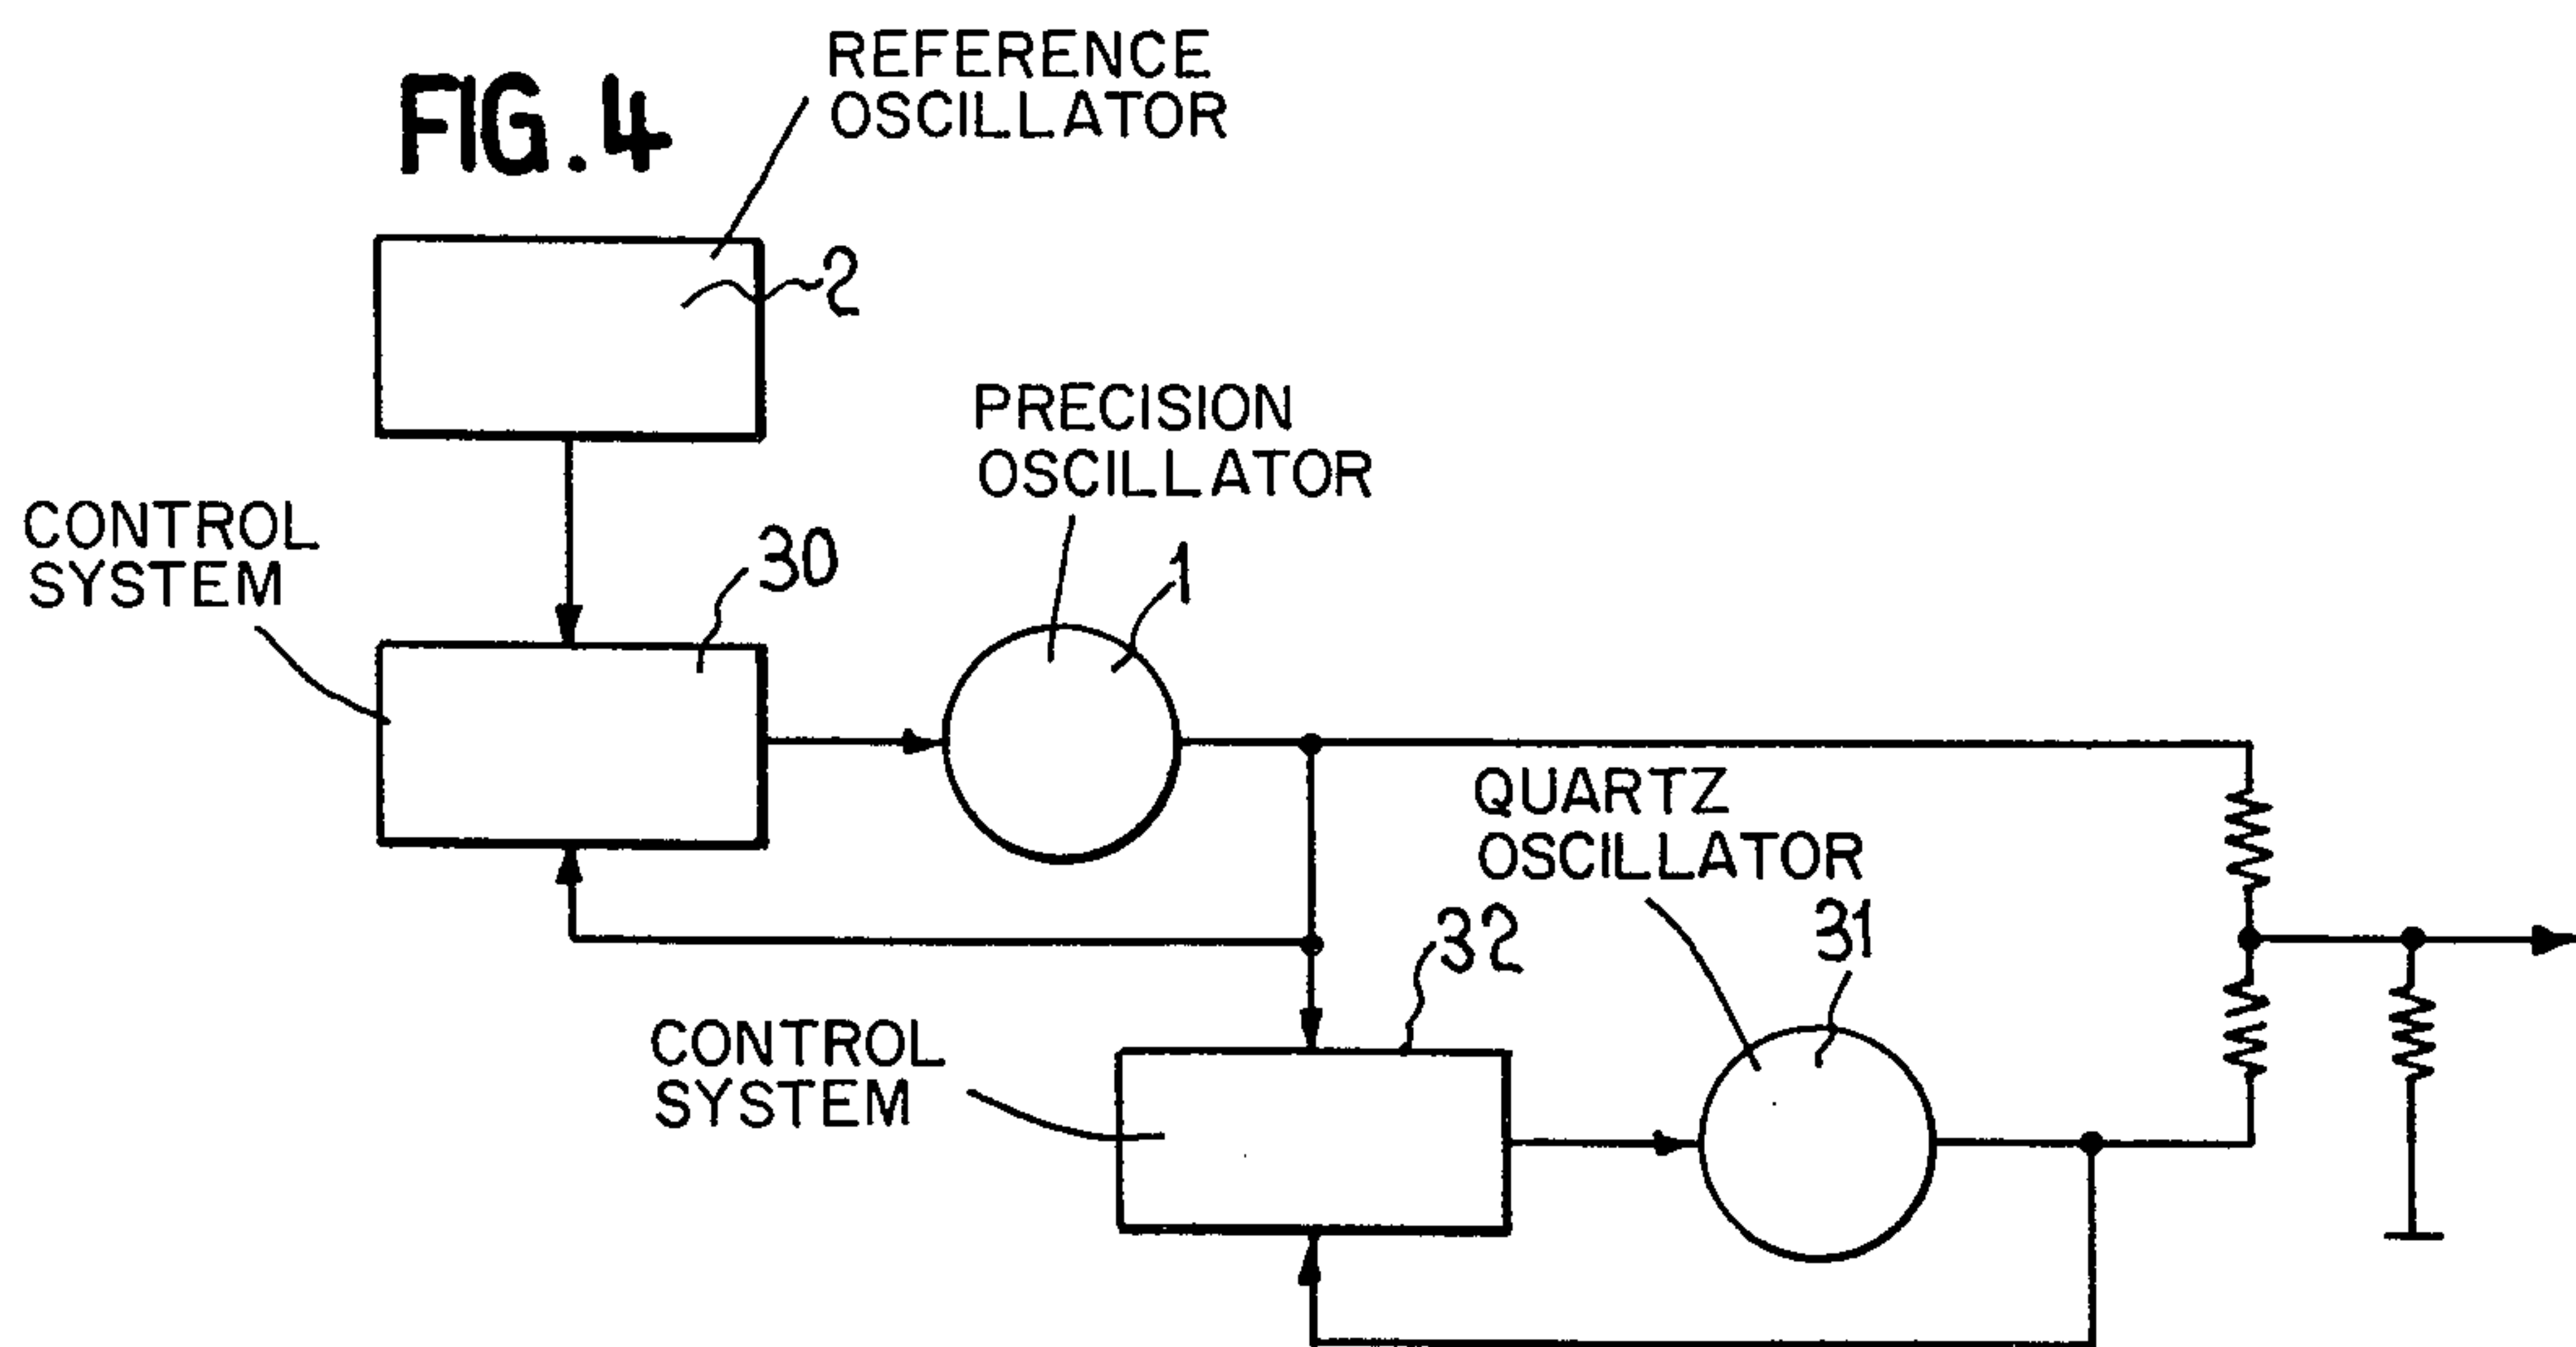 FIG. 4
REFERENCE
OSCILLATOR
2
PRECISION
OSCILLATOR
CONTROL
SYSTEM
30
1
QUARTZ
OSCILLATOR
31
32
CONTROL
SYSTEM